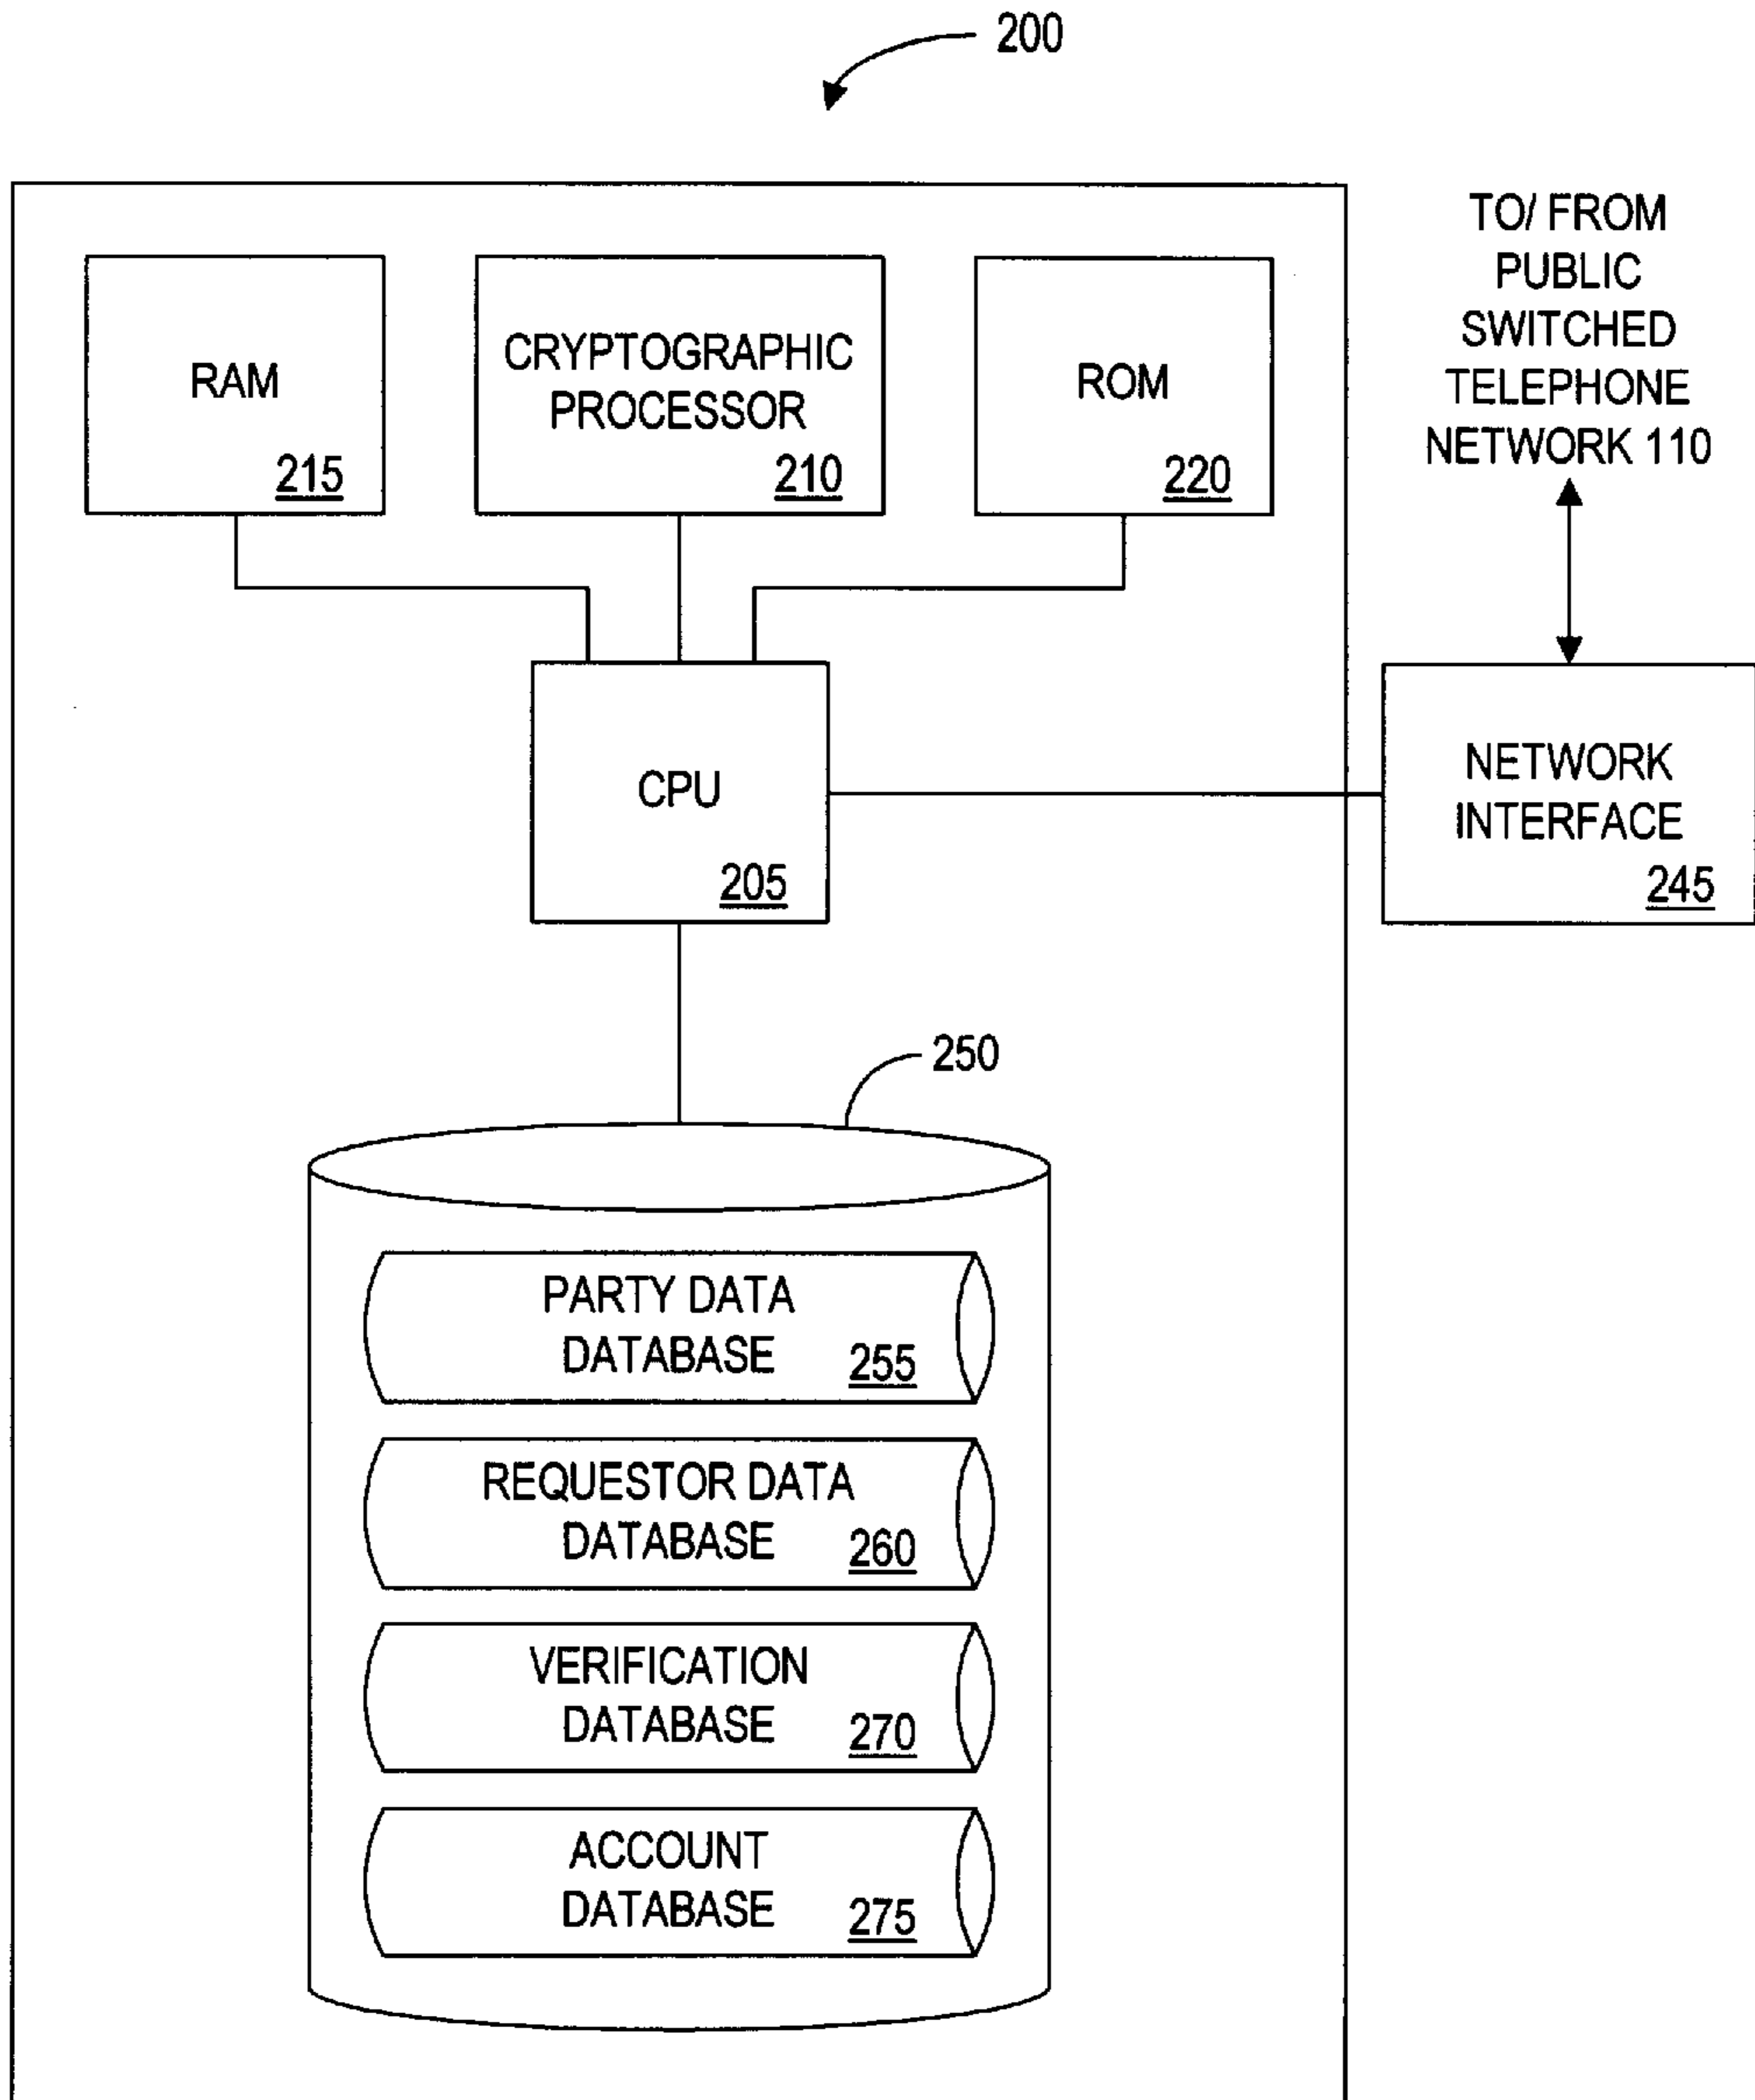 200
TO/ FROM
PUBLIC
SWITCHED
TELEPHONE
NETWORK 110
RAM
215
CRYPTOGRAPHIC
PROCESSOR
210
ROM
220
CPU
205
NETWORK
INTERFACE
245
250
PARTY DATA
DATABASE 255
REQUESTOR DATA
DATABASE 260
VERIFICATION
DATABASE 270
ACCOUNT
DATABASE 275